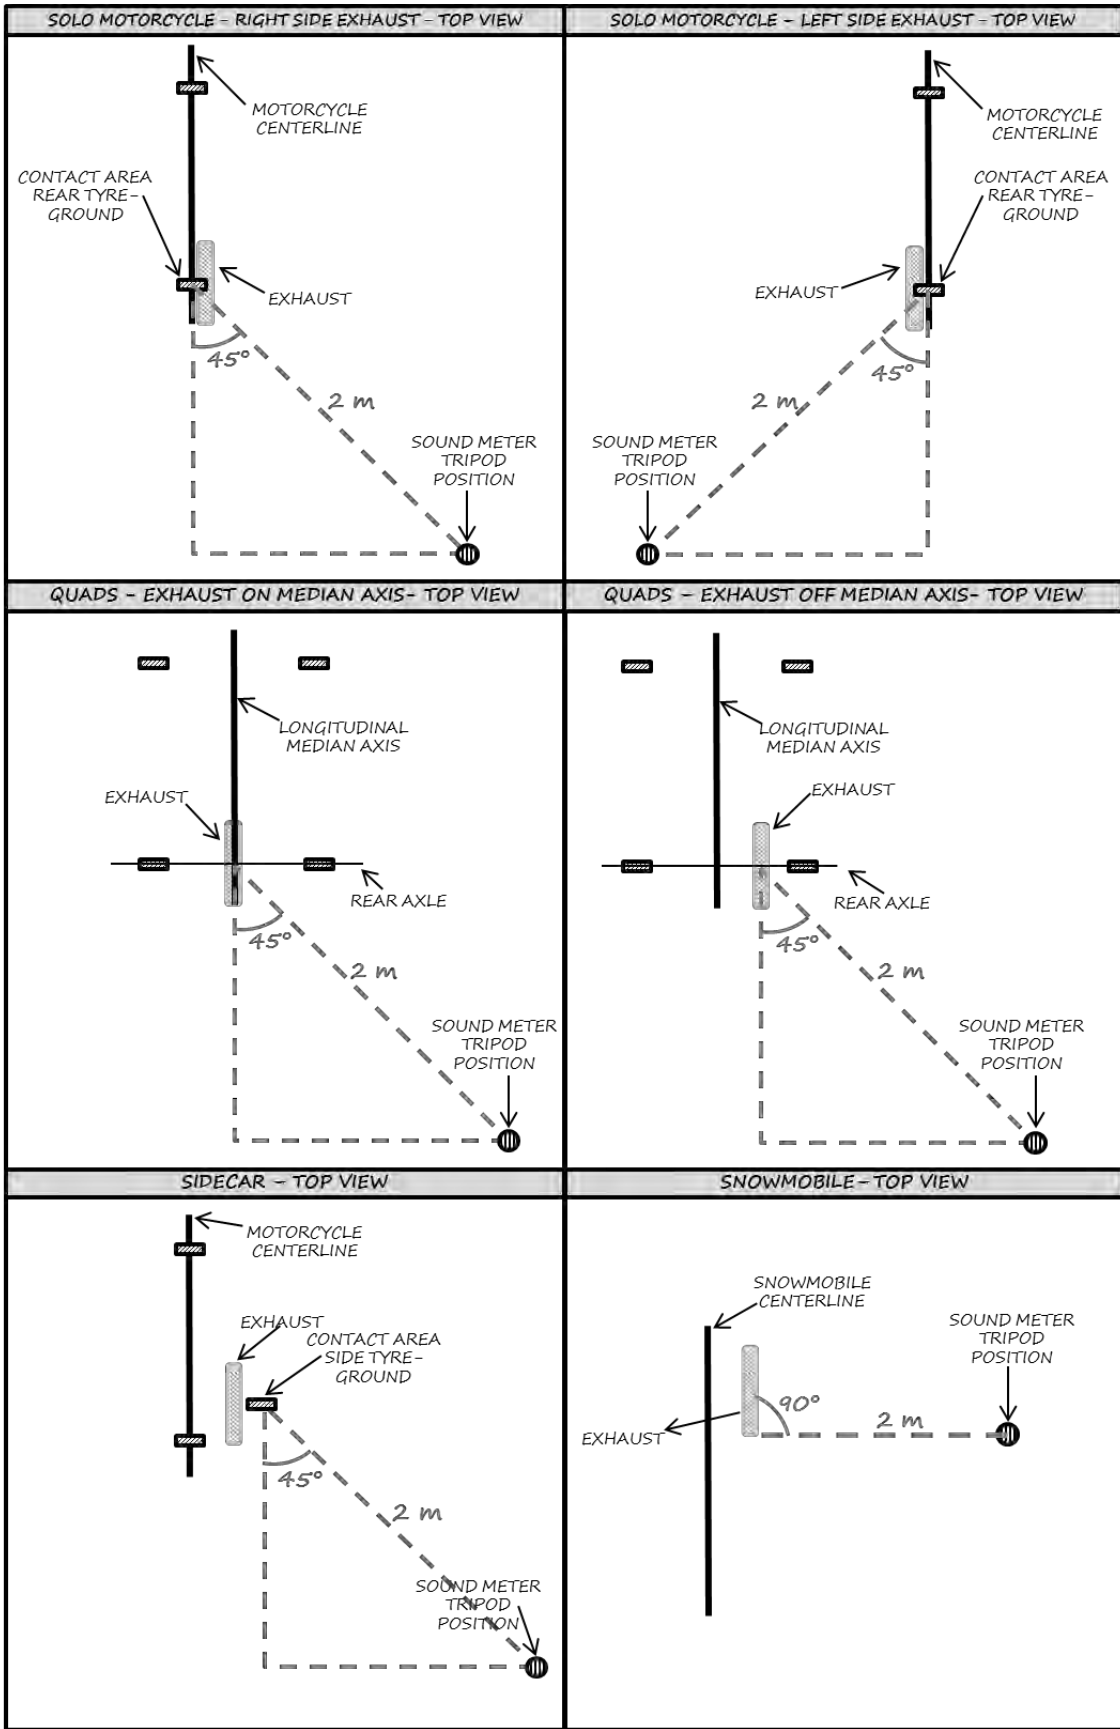 SOLO MOTORCYCLE - RIGHT SIDE EXHAUST - TOP VIEW
MOTORCYCLE
CENTERLINE
CONTACT AREA
REAR TYRE-
GROUND
EXHAUST
45°
2 m
SOUND METER
TRIPOD
POSITION
SOLO MOTORCYCLE - LEFT SIDE EXHAUST - TOP VIEW
MOTORCYCLE
CENTERLINE
CONTACT AREA
REAR TYRE-
GROUND
EXHAUST
45°
2 m
SOUND METER
TRIPOD
POSITION
QUADS - EXHAUST ON MEDIAN AXIS- TOP VIEW
LONGITUDINAL
MEDIAN AXIS
EXHAUST
REAR AXLE
45°
2 m
SOUND METER
TRIPOD
POSITION
QUADS - EXHAUST OFF MEDIAN AXIS- TOP VIEW
LONGITUDINAL
MEDIAN AXIS
EXHAUST
REAR AXLE
45°
2 m
SOUND METER
TRIPOD
POSITION
SIDECAR - TOP VIEW
MOTORCYCLE
CENTERLINE
EXHAUST
CONTACT AREA
SIDE TYRE-
GROUND
45°
2 m
SOUND METER
TRIPOD
POSITION
SNOWMOBILE - TOP VIEW
SNOWMOBILE
CENTERLINE
SOUND METER
TRIPOD
POSITION
90°
2 m
EXHAUST